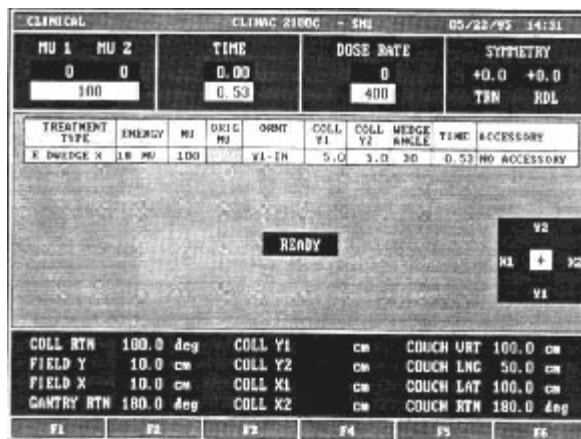 CLINICAL CLINAC 2100C - SN1 05/22/95 14:31
MU 1 MU 2 TIME DOSE RATE SYMMETRY
0 0 0.00 0 +0.0 +0.0
100 0.53 400 TRN RDL
TREATMENT TYPE ENERGY MU ORIG MU ORNT COLL Y1 COLL Y2 WEDGE ANGLE TIME ACCESSORY
X 18 MV 100 Y1-IN 5.0 30 0.53 NO ACCESSORY
READY
Y2
X1 + X2
Y1
COLL RTN 180.0 deg COLL Y1 cm COUCH VRT 100.0 cm
FIELD Y 10.0 cm COLL Y2 cm COUCH LNG 50.0 cm
FIELD X 10.0 cm COLL X1 cm COUCH LAT 100.0 cm
GANTRY RTN 180.0 deg COLL X2 cm COUCH RTN 180.0 deg
F1 F2 F3 F4 F5 F6